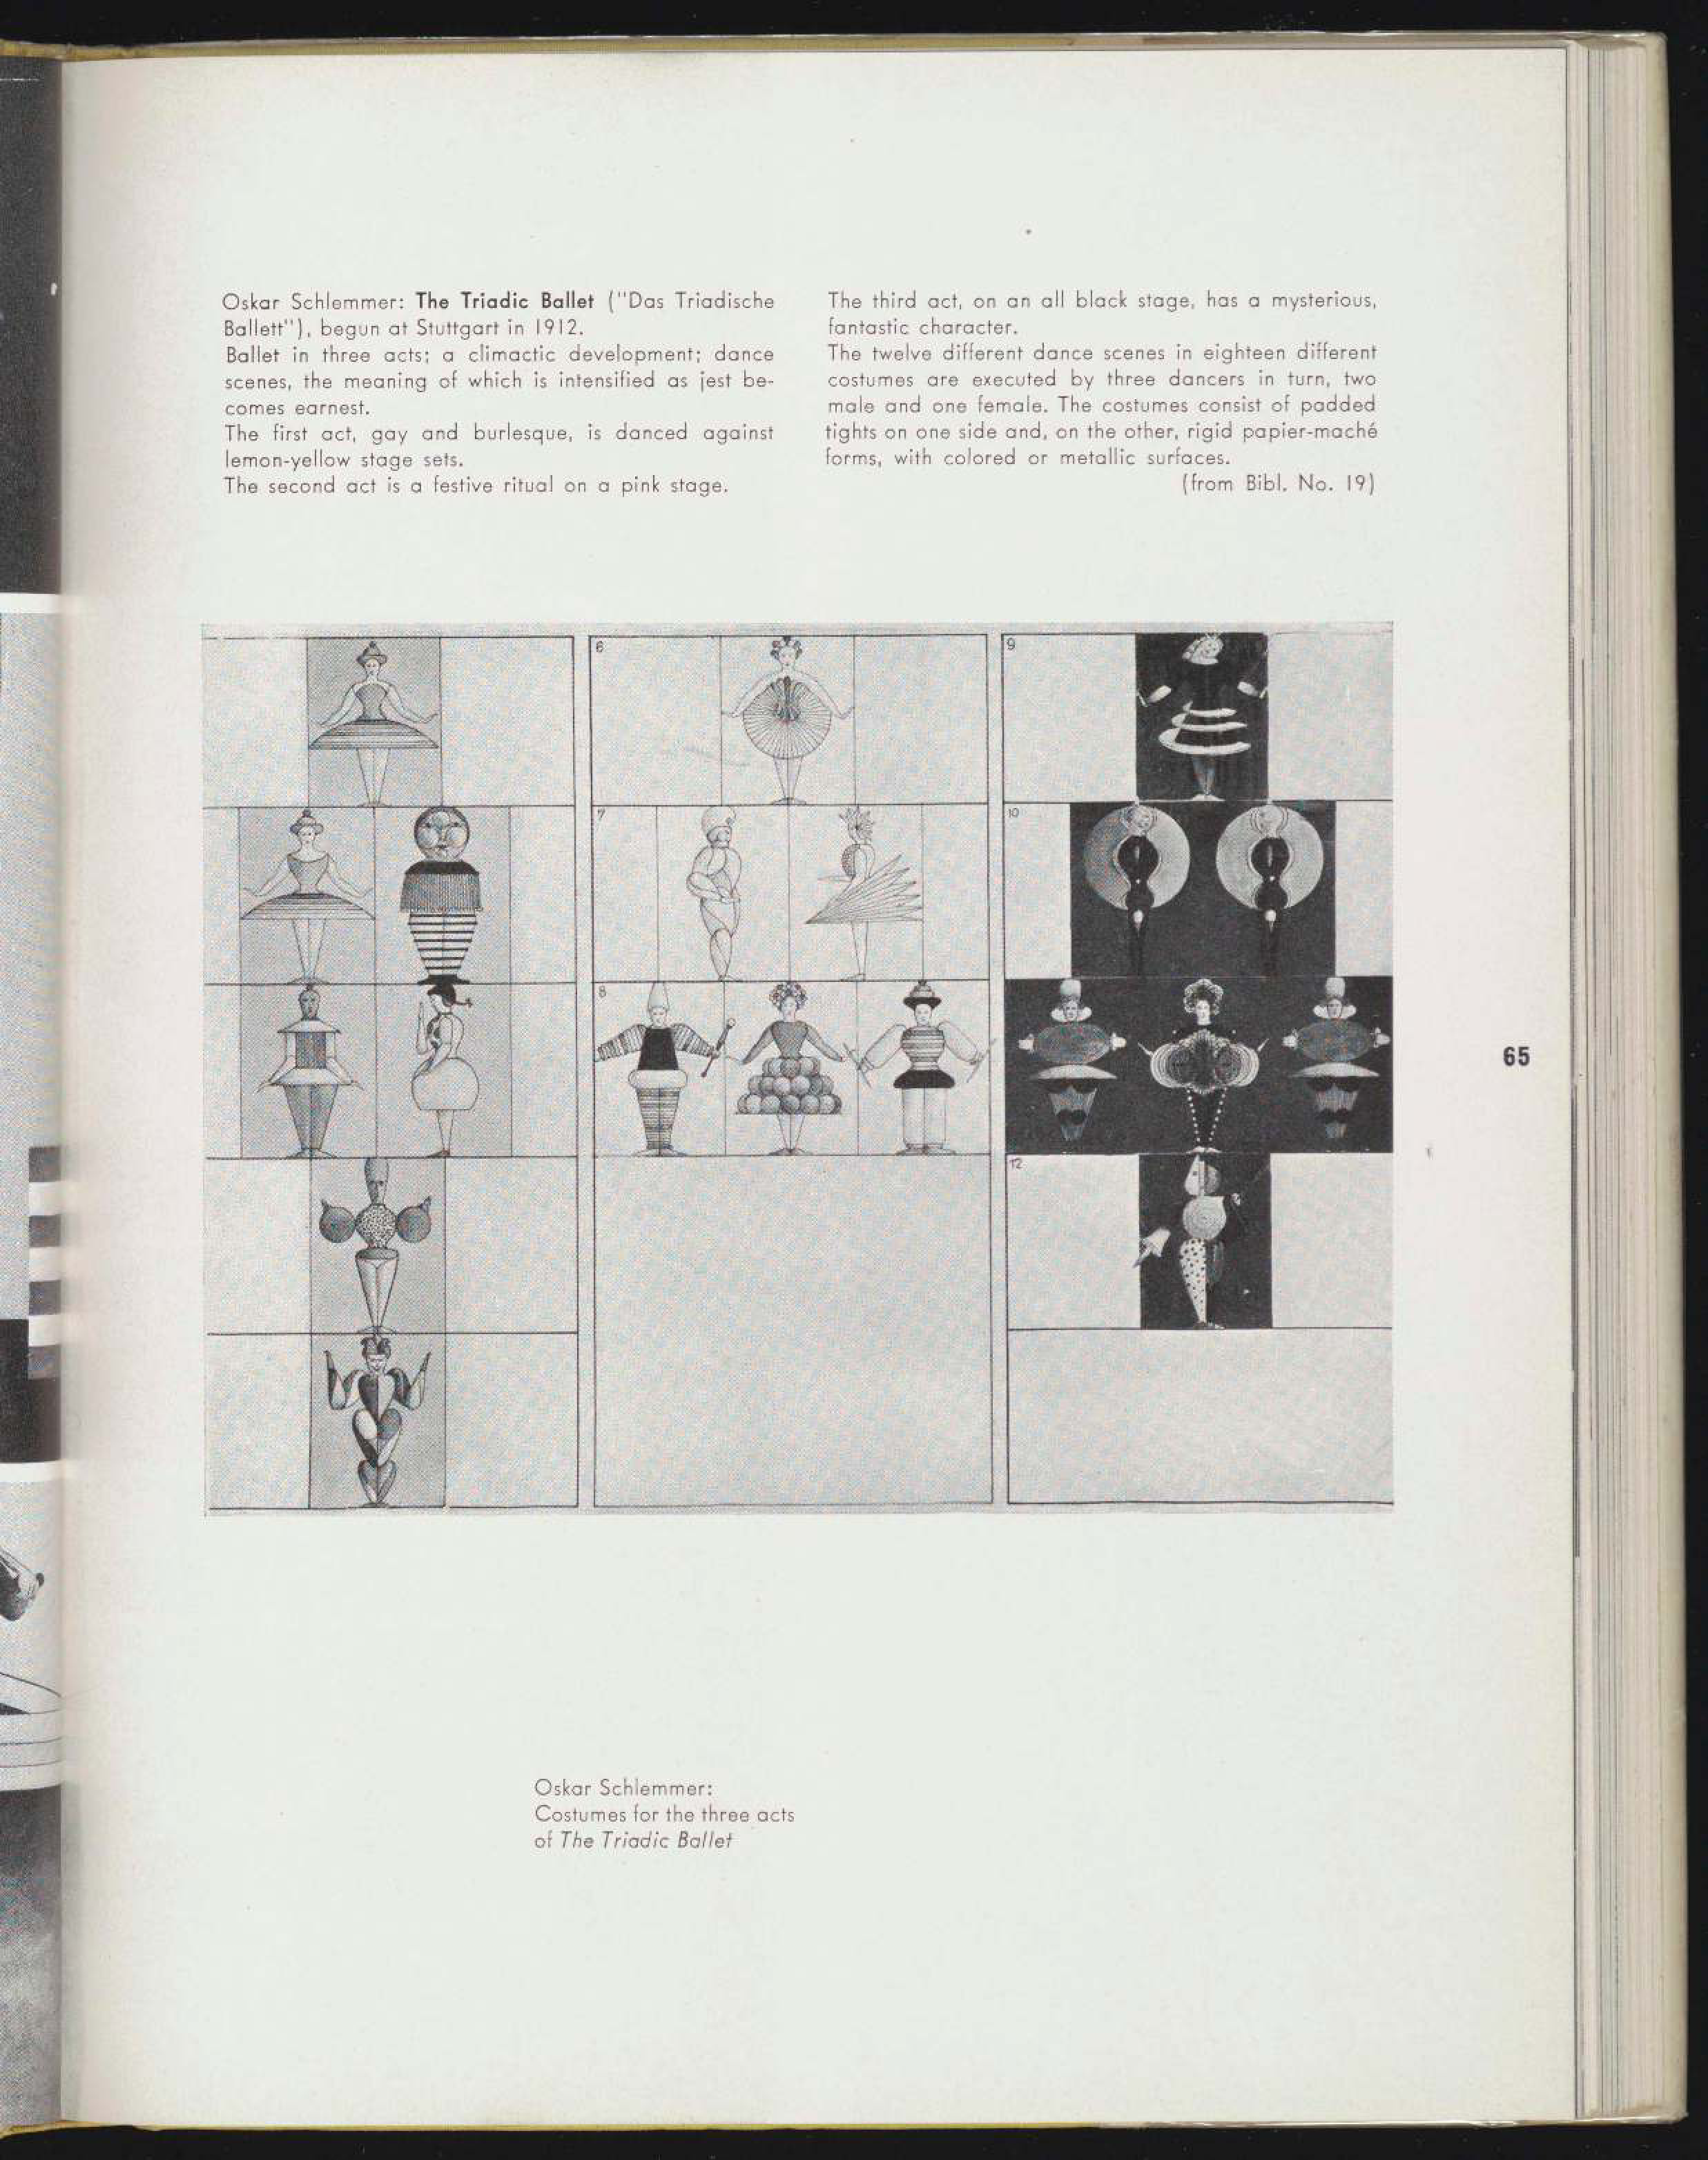 Oskar Schlemmer: The Triadic Ballet ("Das Triadische
Ballett"), begun at Stuttgart in 1912.
Ballet in three acts; a climactic development; dance
scenes, the meaning of which is intensified as jest be-
comes earnest.
The first act, gay and burlesque, is danced against
lemon-yellow stage sets.
The second act is a festive ritual on a pink stage.
The third act, on an all black stage, has a mysterious,
fantastic character.
The twelve different dance scenes in eighteen different
costumes are executed by three dancers in turn, two
male and one female. The costumes consist of padded
tights on one side and, on the other, rigid papier-maché
forms, with colored or metallic surfaces.
(from Bibl. No. 19)
6
9
7
10
8
12
65
Oskar Schlemmer:
Costumes for the three acts
of The Triadic Ballet